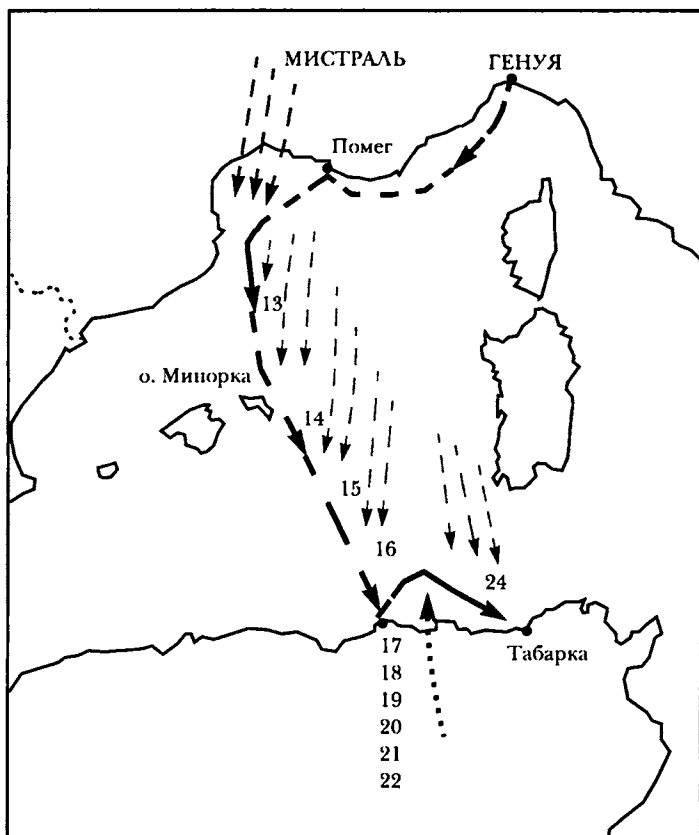 МИСТРАЛЬ
ГЕНУЯ
Помег
13
о. Минорка
14
15
16
24
17
Табарка
18
19
20
21
22